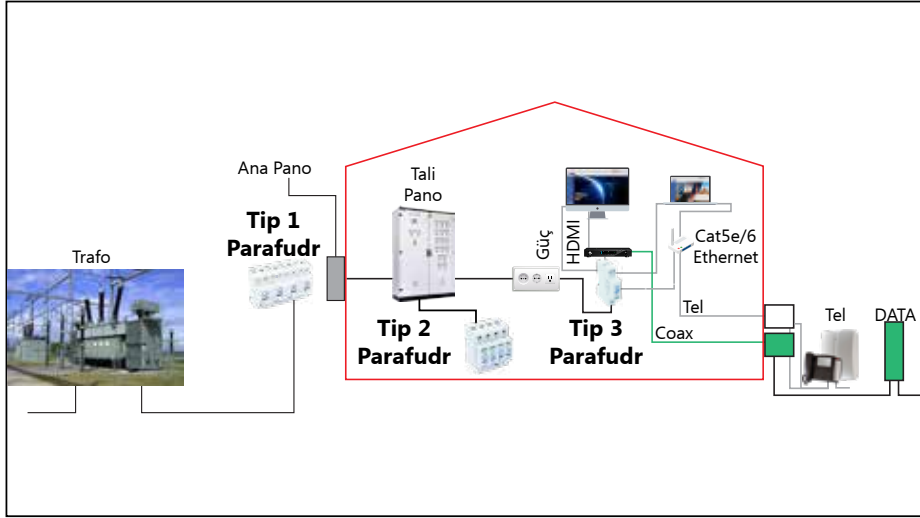 Ana Pano
Tali
Pano
Tip 1
Parafudr
Trafo
Güç
HDMI
Cat5e/6
Ethernet
Tip 2
Parafudr
Tip 3
Parafudr
Tel
Coax
Tel
DATA